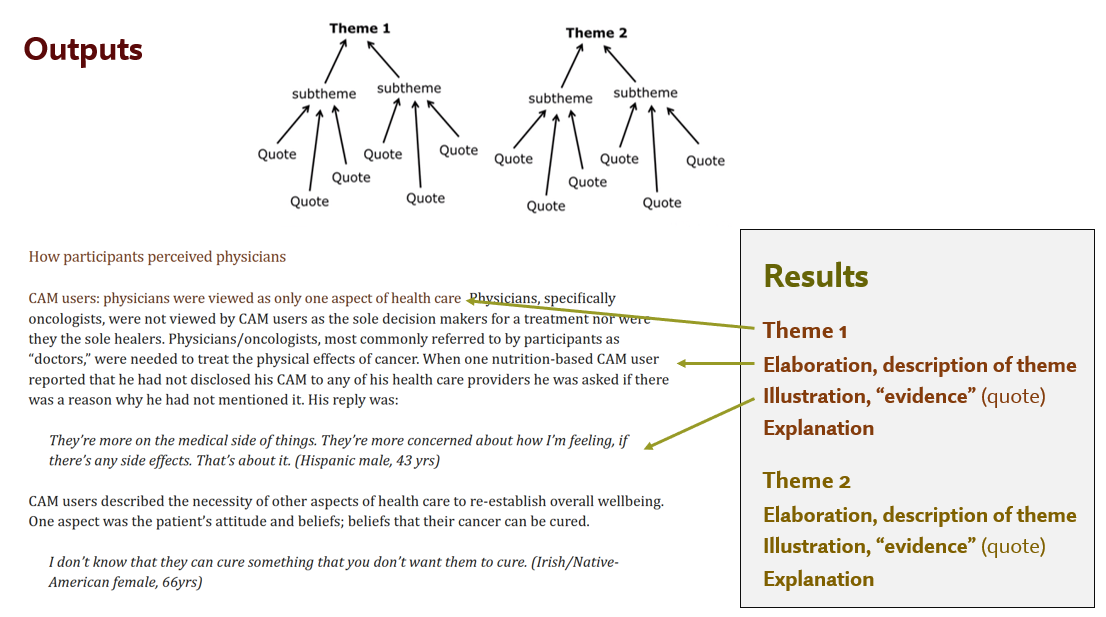 Outputs
Theme 1
subtheme
subtheme
Quote
Quote
Quote
Quote
Quote
Quote
Theme 2
subtheme
subtheme
Quote
Quote
Quote
Quote
Quote
Quote
How participants perceived physicians
CAM users: physicians were viewed as only one aspect of health care Physicians, specifically
oncologists, were not viewed by CAM users as the sole decision makers for a treatment nor were
they the sole healers. Physicians/oncologists, most commonly referred to by participants as
“doctors,” were needed to treat the physical effects of cancer. When one nutrition-based CAM user
reported that he had not disclosed his CAM to any of his health care providers he was asked if there
was a reason why he had not mentioned it. His reply was:
They’re more on the medical side of things. They’re more concerned about how I’m feeling, if
there’s any side effects. That’s about it. (Hispanic male, 43 yrs)
CAM users described the necessity of other aspects of health care to re-establish overall wellbeing.
One aspect was the patient’s attitude and beliefs; beliefs that their cancer can be cured.
I don’t know that they can cure something that you don’t want them to cure. (Irish/Native-
American female, 66yrs)
Results
Theme 1
Elaboration, description of theme
Illustration, “evidence” (quote)
Explanation
Theme 2
Elaboration, description of theme
Illustration, “evidence” (quote)
Explanation